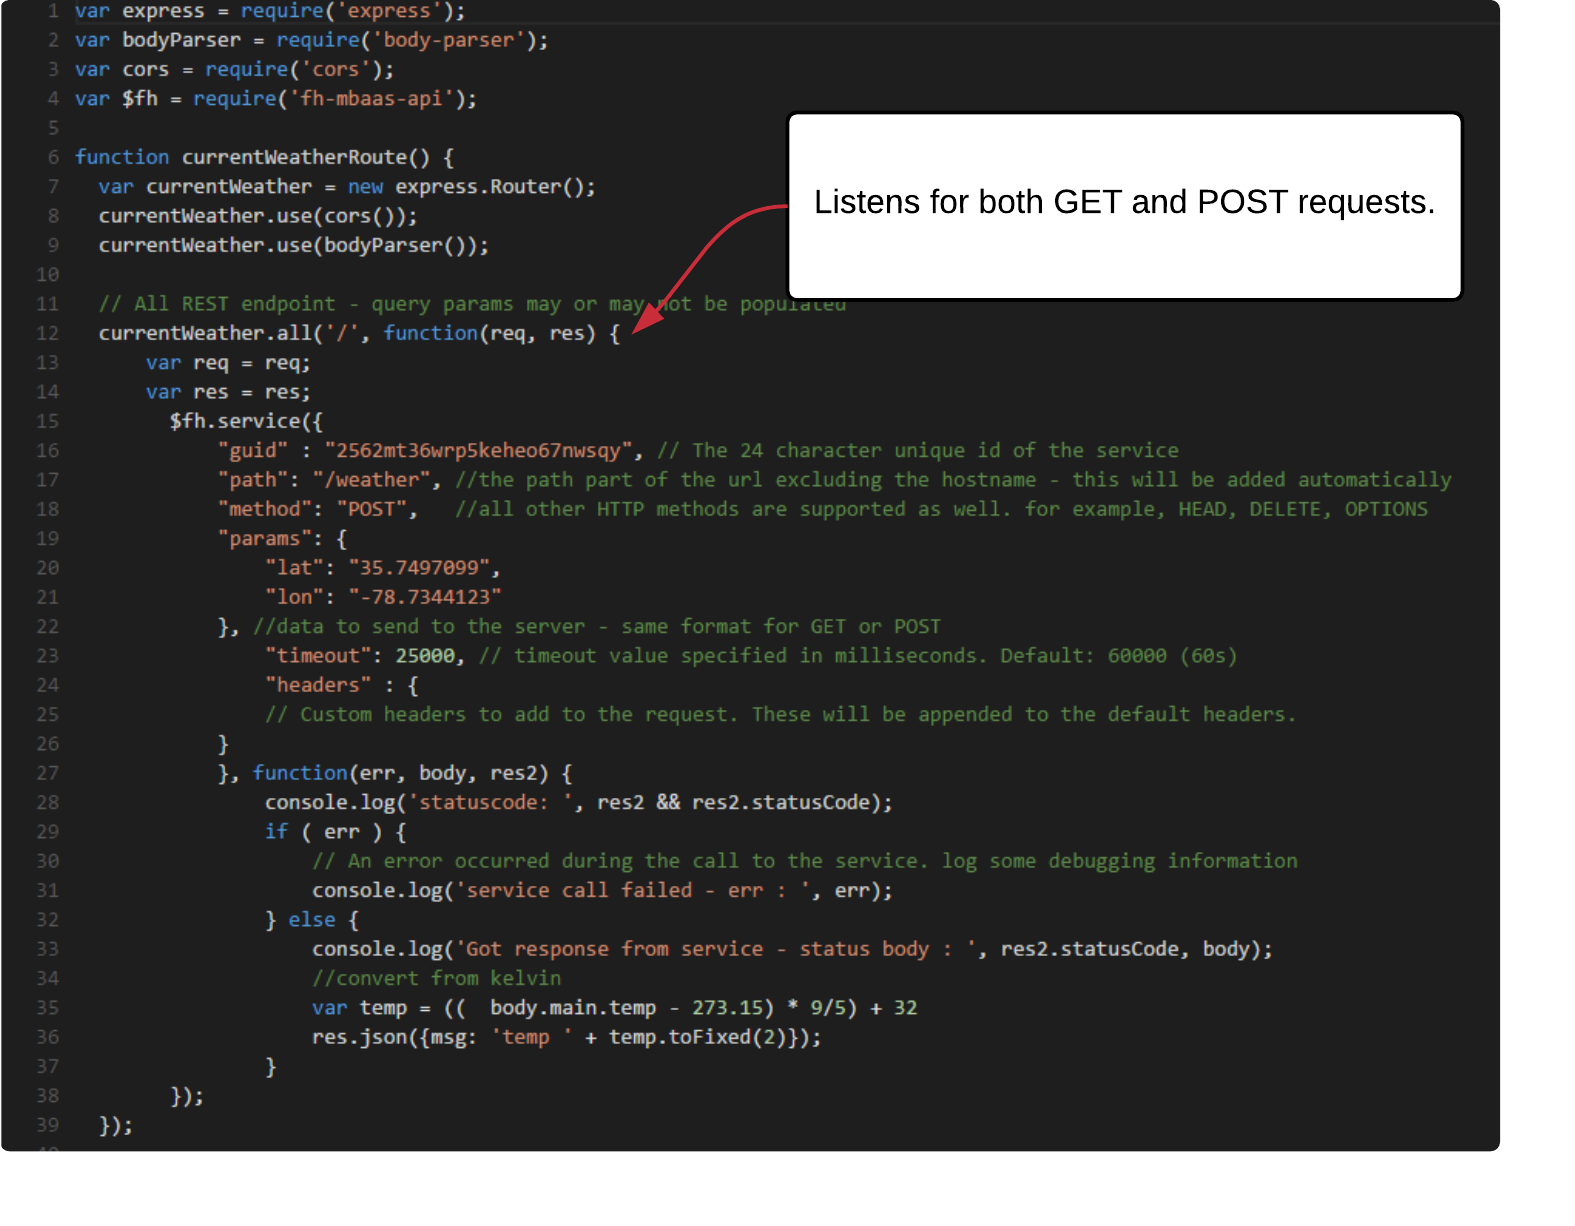 1 var express = require('express');
2 var bodyParser = require('body-parser');
3 var cors = require('cors');
4 var $fh = require('fh-mbaas-api');
5
6 function currentWeatherRoute() {
7 var currentWeather = new express.Router();
8 currentWeather.use(cors());
9 currentWeather.use(bodyParser());
10
Listens for both GET and POST requests.
11 // All REST endpoint - query params may or may not be populated
12 currentWeather.all('/', function(req, res) {
13 var req = req;
14 var res = res;
15 $fh.service({
16 "guid" : "2562mt36wrp5keheo67nwsqy", // The 24 character unique id of the service
17 "path": "/weather", //the path part of the url excluding the hostname - this will be added automatically
18 "method": "POST", //all other HTTP methods are supported as well. for example, HEAD, DELETE, OPTIONS
19 "params": {
20 "lat": "35.7497099",
21 "lon": "-78.7344123"
22 }, //data to send to the server - same format for GET or POST
23 "timeout": 25000, // timeout value specified in milliseconds. Default: 60000 (60s)
24 "headers" : {
25 // Custom headers to add to the request. These will be appended to the default headers.
26 }
27 }, function(err, body, res2) {
28 console.log('statuscode: ', res2 && res2.statusCode);
29 if ( err ) {
30 // An error occurred during the call to the service. log some debugging information
31 console.log('service call failed - err : ', err);
32 } else {
33 console.log('Got response from service - status body : ', res2.statusCode, body);
34 //convert from kelvin
35 var temp = (( body.main.temp - 273.15) * 9/5) + 32
36 res.json({msg: 'temp ' + temp.toFixed(2)});
37 }
38 });
39 });